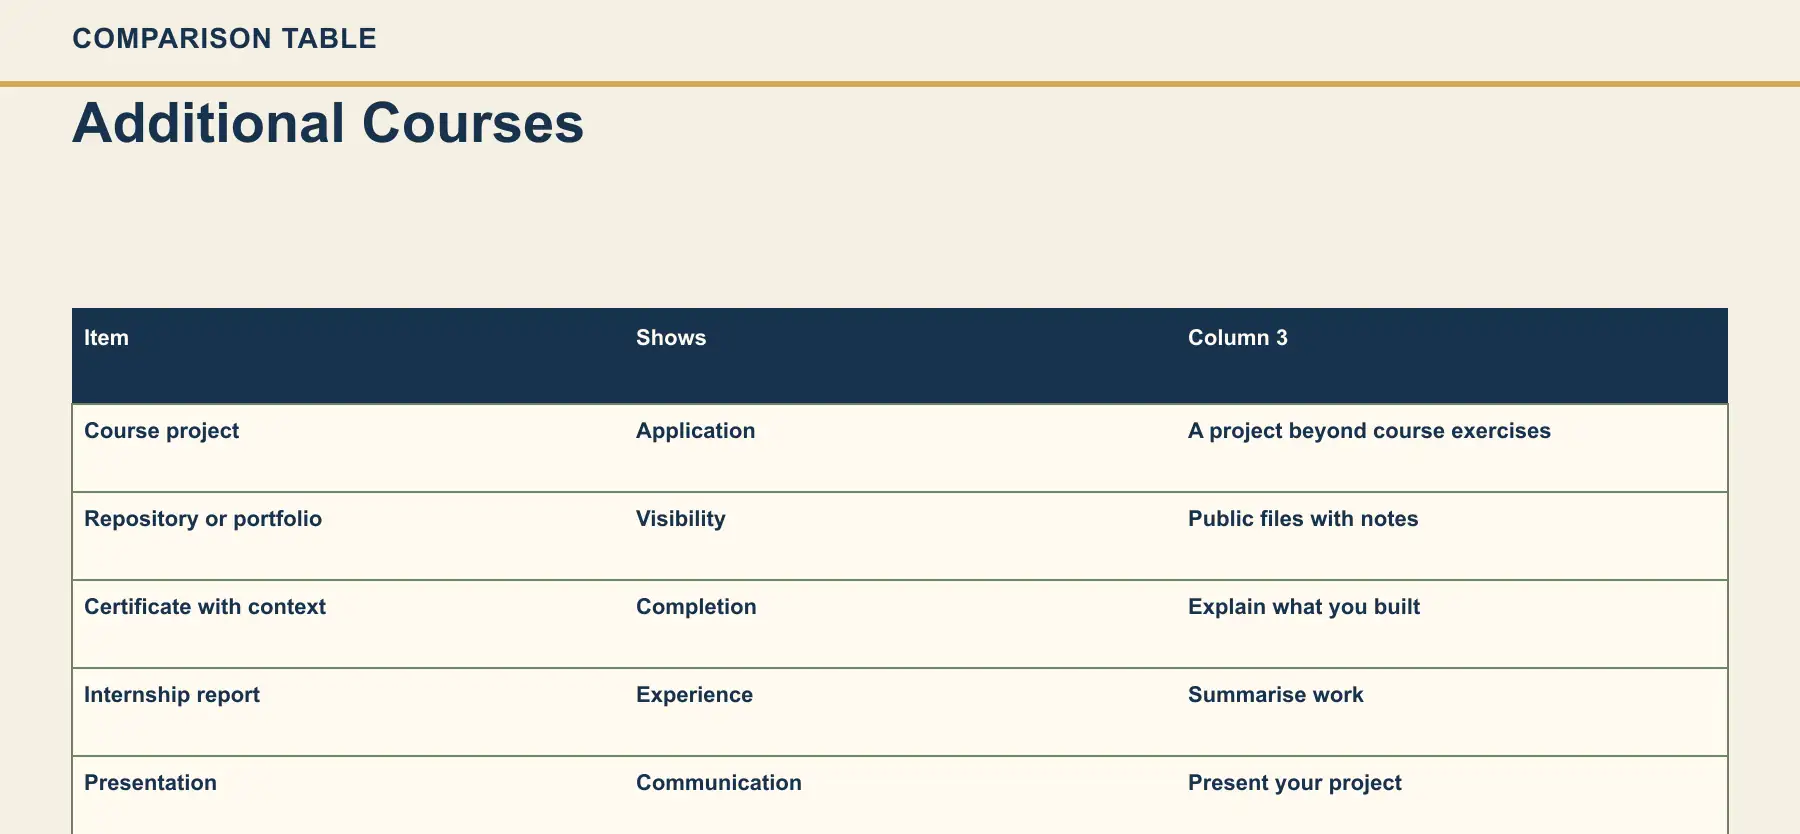 COMPARISON TABLE
Additional Courses
Item Shows Column 3
Course project Application A project beyond course exercises
Repository or portfolio Visibility Public files with notes
Certificate with context Completion Explain what you built
Internship report Experience Summarise work
Presentation Communication Present your project